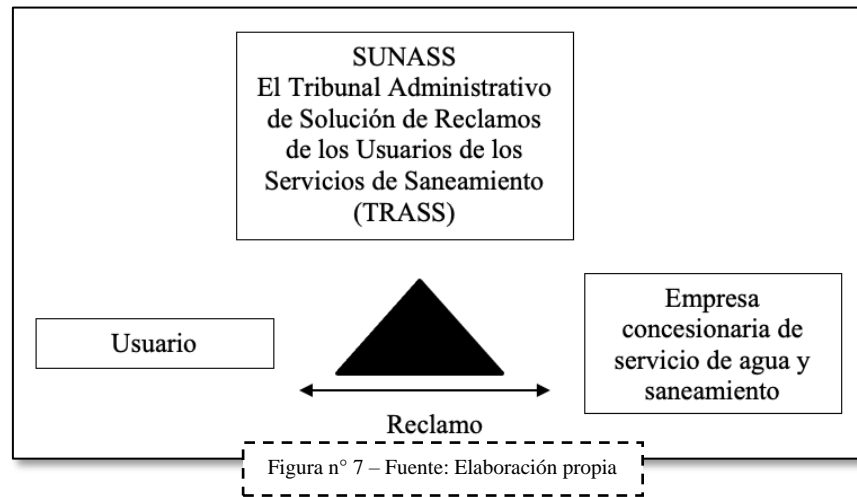 SUNASS
El Tribunal Administrativo
de Solución de Reclamos
de los Usuarios de los
Servicios de Saneamiento
(TRASS)
Usuario
Empresa
concesionaria de
servicio de agua y
saneamiento
Reclamo
Figura n° 7 – Fuente: Elaboración propia